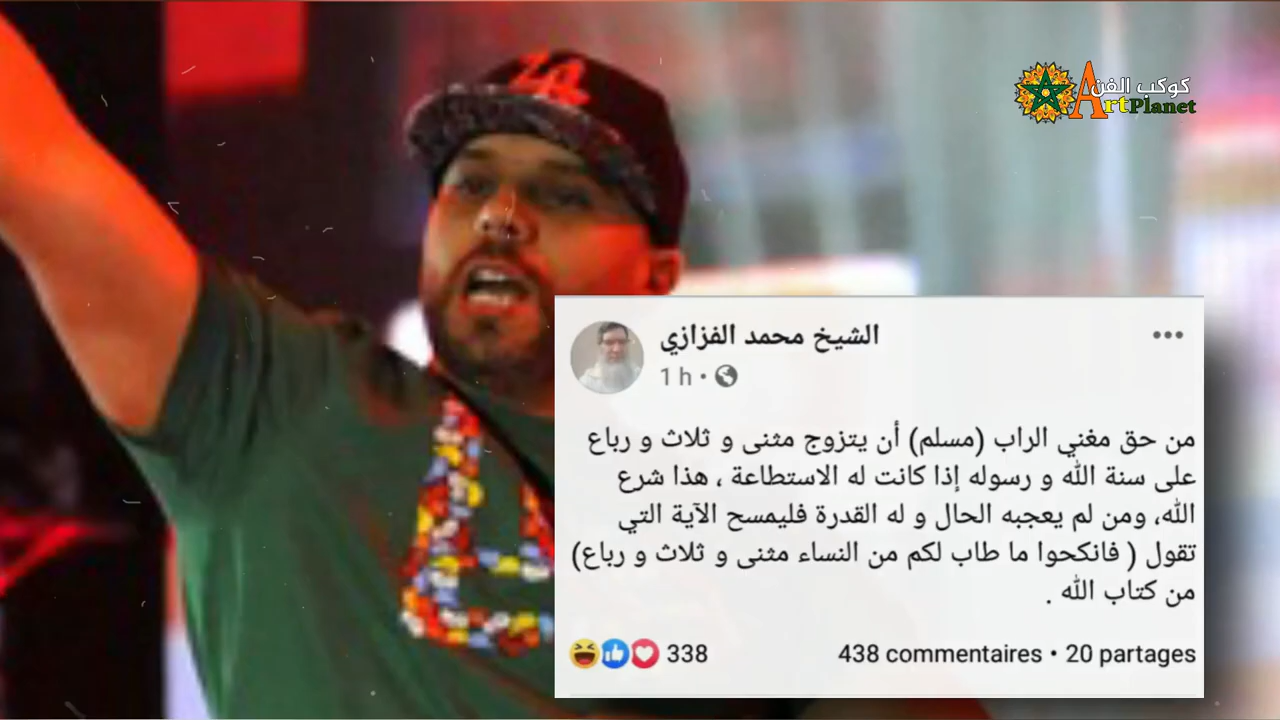 LA
كوكب الفن
ArtPlanet
الشيخ محمد الفزازي
1 h
من حق مغني الراب (مسلم) أن يتزوج مثنى و ثلاث و رباع
على سنة الله و رسوله إذا كانت له الاستطاعة ، هذا شرع
الله، ومن لم يعجبه الحال و له القدرة فليمسح الآية التي
تقول ( فانكحوا ما طاب لكم من النساء مثنى و ثلاث و رباع)
من كتاب الله .
338
438 commentaires • 20 partages